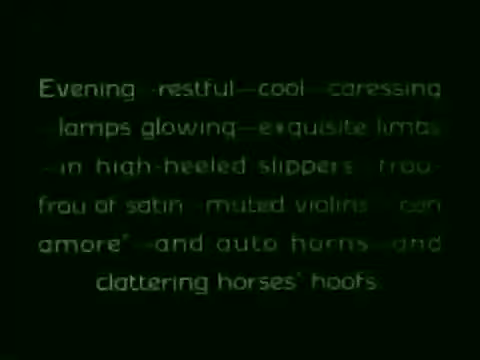 Evening—restful—cool—caressing
—lamps glowing—exquisite limbs
—in high-heeled slippers—frou-
frou of satin—muted violins—"con
amore"—and auto horns—and
clattering horses' hoofs.